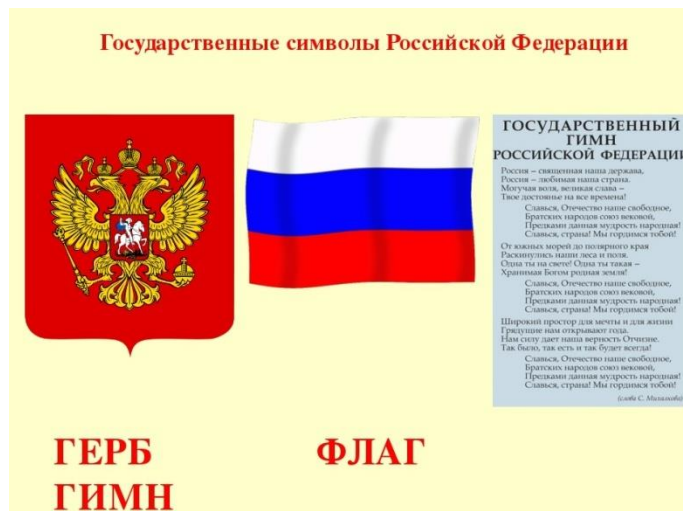 Государственные символы Российской Федерации
ГОСУДАРСТВЕННЫЙ
ГИМН
РОССИЙСКОЙ ФЕДЕРАЦИИ
Россия – священная наша держава,
Россия – любимая наша страна.
Могучая воля, великая слава –
Твое достоянье на все времена!
Славься, Отечество наше свободное,
Братских народов союз вековой,
Предками данная мудрость народная!
Славься, страна! Мы гордимся тобой!
От южных морей до полярного края
Раскинулись наши леса и поля.
Одна ты на свете! Одна ты такая –
Хранимая Богом родная земля!
Славься, Отечество наше свободное,
Братских народов союз вековой,
Предками данная мудрость народная!
Славься, страна! Мы гордимся тобой!
Широкий простор для мечты и для жизни
Грядущие нам открывают года.
Нам силу дает наша верность Отчизне.
Так было, так есть и так будет всегда!
Славься, Отечество наше свободное,
Братских народов союз вековой,
Предками данная мудрость народная!
Славься, страна! Мы гордимся тобой!
(слова С. Михалкова)
ГЕРБ ФЛАГ
ГИМН